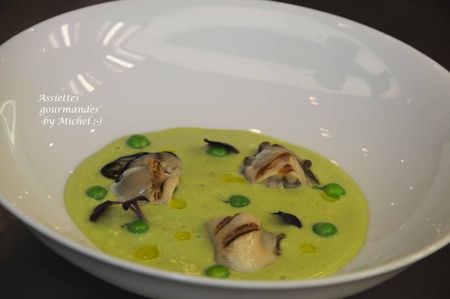 Assiettes
gourmandes
by Michel :-)